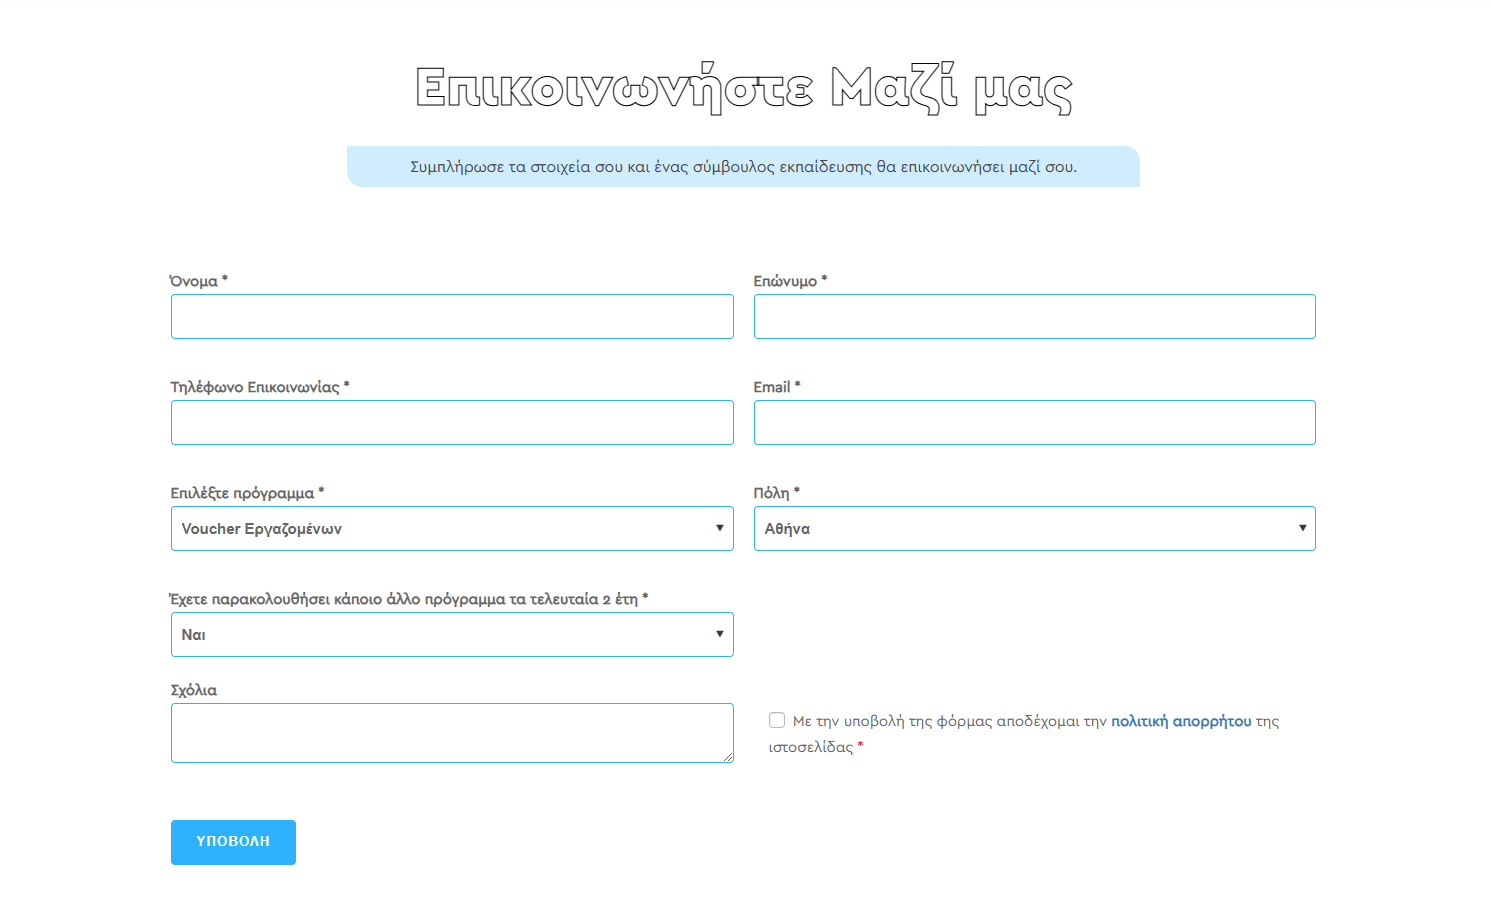 Επικοινωνήστε Μαζί μας
Συμπλήρωσε τα στοιχεία σου και ένας σύμβουλος εκπαίδευσης θα επικοινωνήσει μαζί σου.
Όνομα *
Επώνυμο *
Τηλέφωνο Επικοινωνίας *
Email *
Επιλέξτε πρόγραμμα *
Πόλη *
Voucher Εργαζομένων
Αθήνα
Έχετε παρακολουθήσει κάποιο άλλο πρόγραμμα τα τελευταία 2 έτη *
Ναι
Σχόλια
Με την υποβολή της φόρμας αποδέχομαι την πολιτική απορρήτου της
ιστοσελίδας *
ΥΠΟΒΟΛΗ